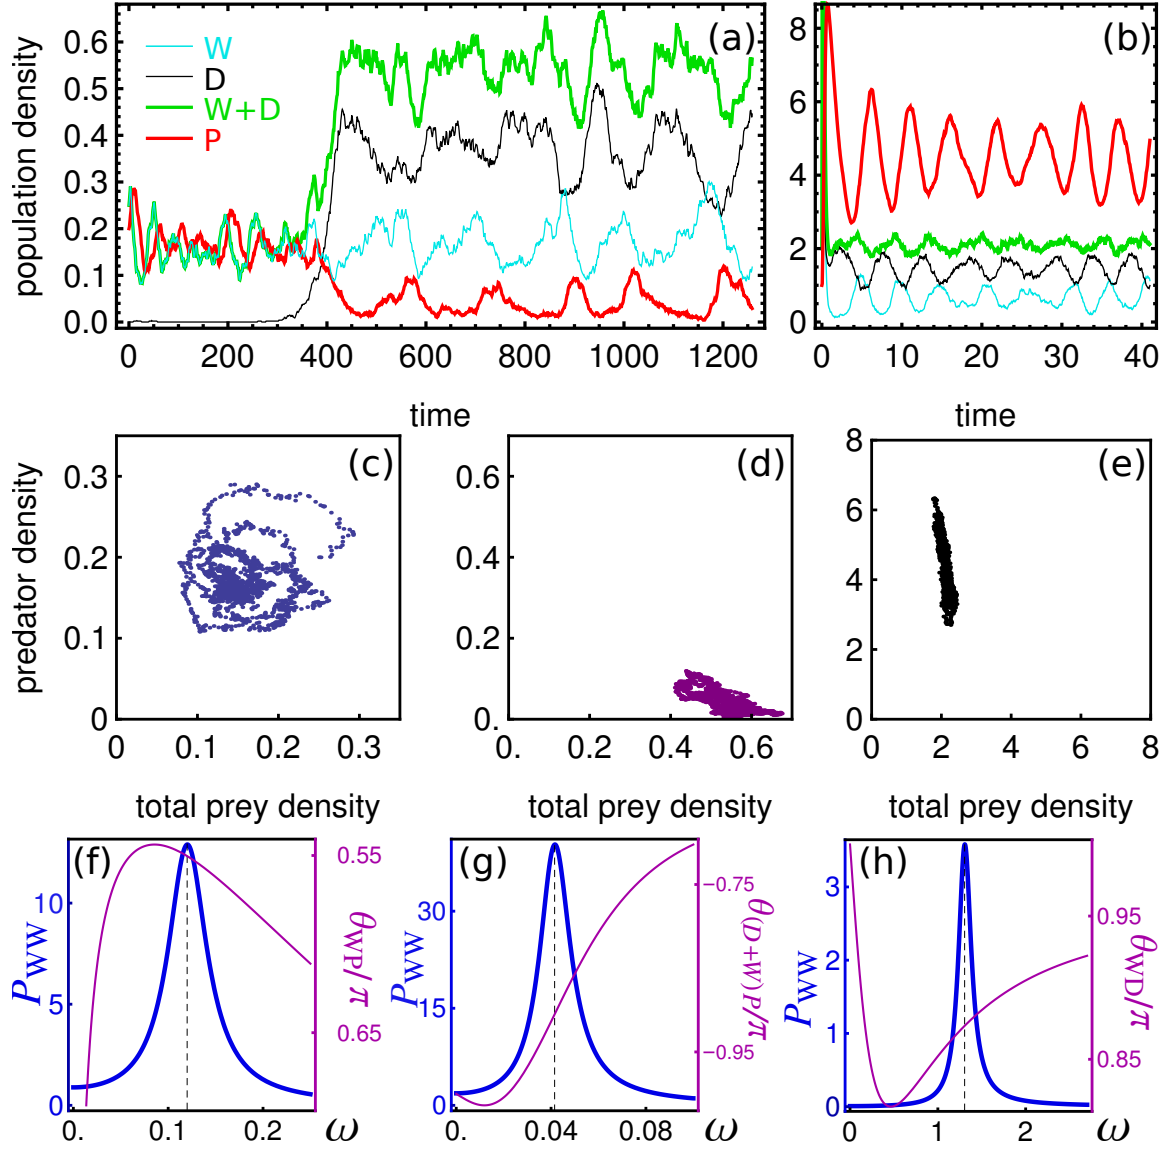 (a)
W
D
W+D
P
population density
0.6
0.5
0.4
0.3
0.2
0.1
0.0
0 200 400 600 800 1000 1200
time
(b)
8
6
4
2
0
0 10 20 30 40
time
(c)
predator density
0.3
0.2
0.1
0
0 0.1 0.2 0.3
total prey density
(d)
0.6
0.4
0.2
0.
0. 0.2 0.4 0.6
total prey density
(e)
8
6
4
2
0
0 2 4 6 8
total prey density
(f)
P_WW
10
5
0
0. 0.1 0.2 ω
0.55
0.65
θ_WP/π
(g)
P_WW
30
15
0
0. 0.04 0.08 ω
−0.75
−0.95
θ_(D+W)P/π
(h)
P_WW
3
2
1
0
0 1 2 ω
0.95
0.85
θ_WD/π